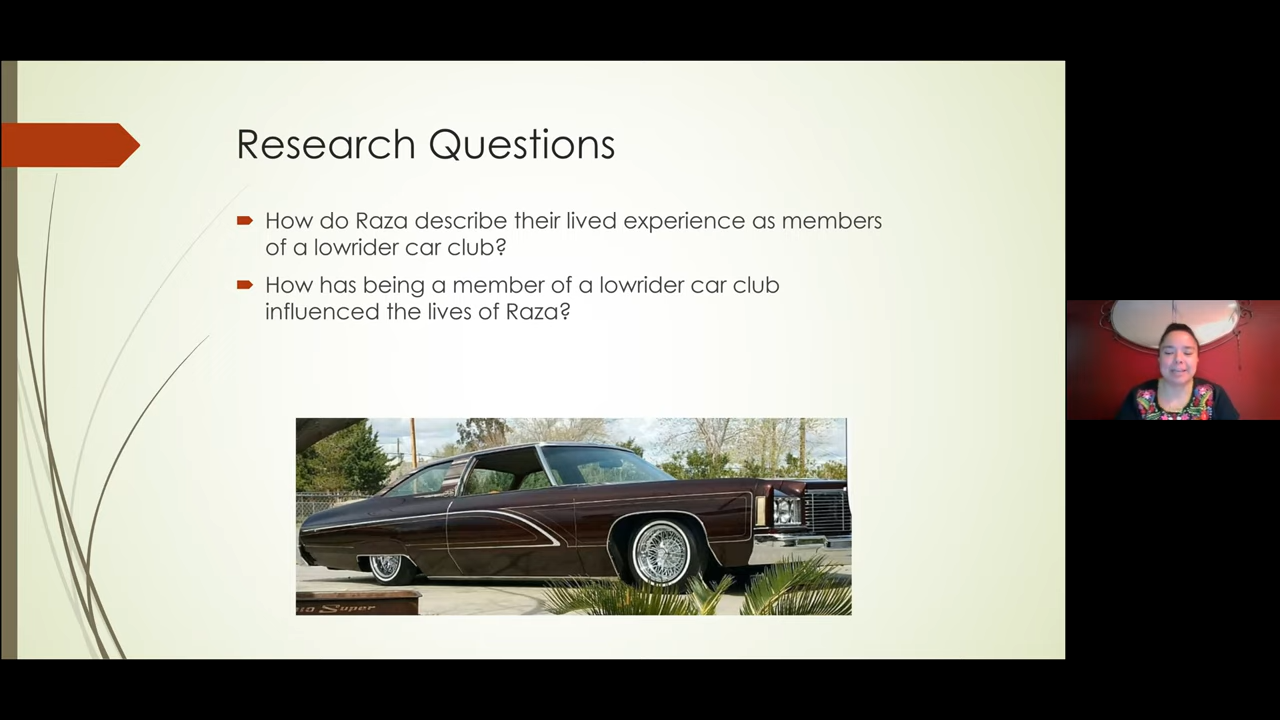 Research Questions
How do Raza describe their lived experience as members
of a lowrider car club?
How has being a member of a lowrider car club
influenced the lives of Raza?
Super